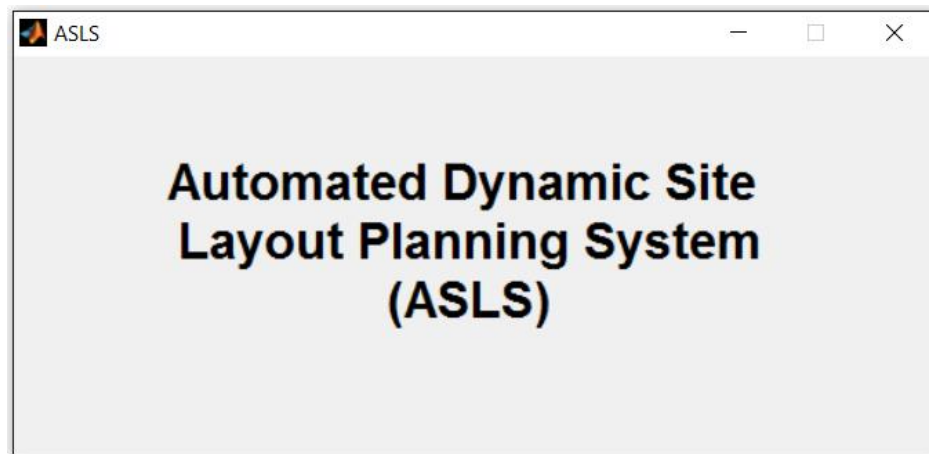 ASLS
Automated Dynamic Site
Layout Planning System
(ASLS)